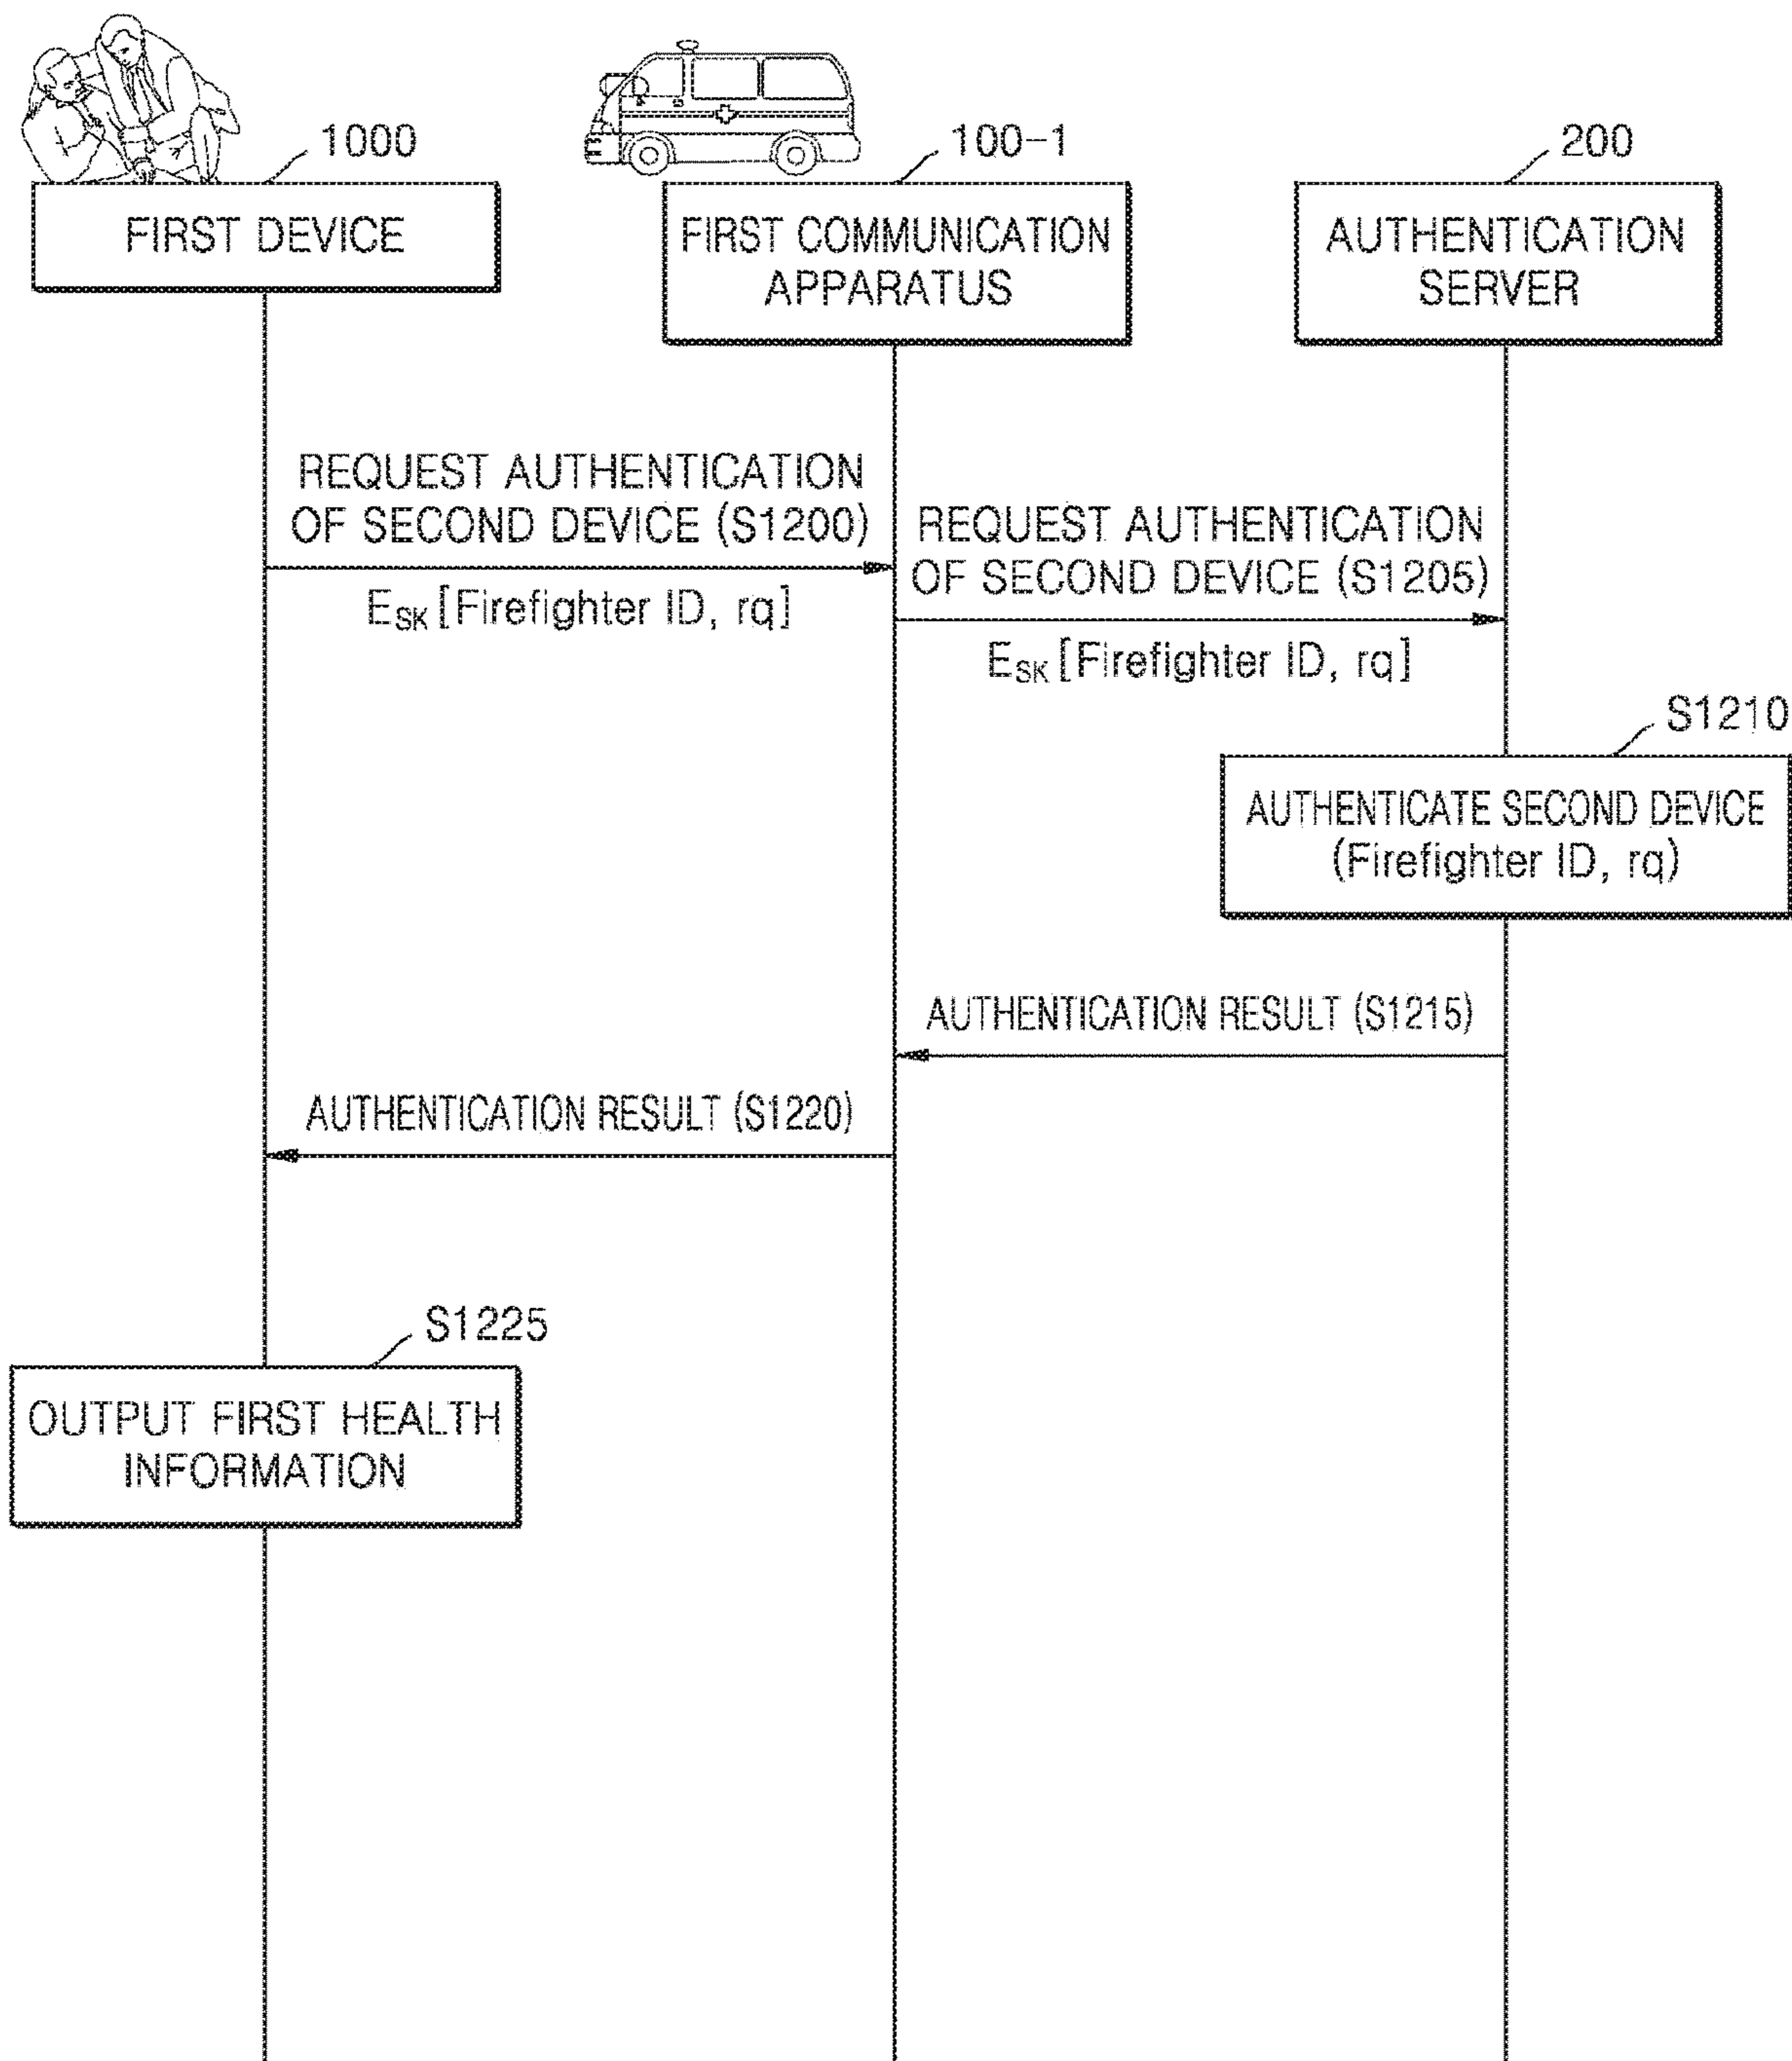 1000
100-1
200
FIRST DEVICE
FIRST COMMUNICATION
APPARATUS
AUTHENTICATION
SERVER
REQUEST AUTHENTICATION
OF SECOND DEVICE (S1200)
E_SK [Firefighter ID, rq]
REQUEST AUTHENTICATION
OF SECOND DEVICE (S1205)
E_SK [Firefighter ID, rq]
S1210
AUTHENTICATE SECOND DEVICE
(Firefighter ID, rq)
AUTHENTICATION RESULT (S1215)
AUTHENTICATION RESULT (S1220)
S1225
OUTPUT FIRST HEALTH
INFORMATION